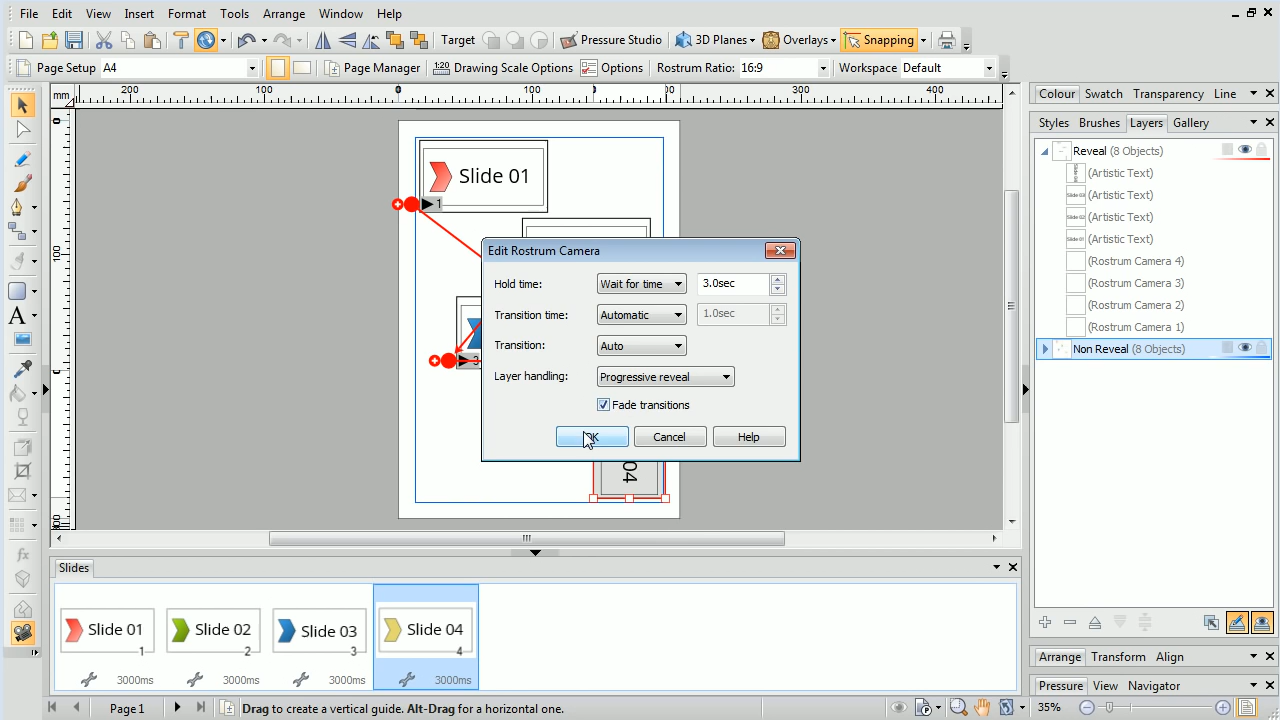 File Edit View Insert Format Tools Arrange Window Help
Target Pressure Studio 3D Planes Overlays Snapping
Page Setup A4 Page Manager 1:20 Drawing Scale Options Options Rostrum Ratio: 16:9 Workspace Default
mm 200 100 0 100 200 300 400
Colour Swatch Transparency Line
Styles Brushes Layers Gallery
Reveal (8 Objects)
(Artistic Text)
(Artistic Text)
(Artistic Text)
(Artistic Text)
(Rostrum Camera 4)
(Rostrum Camera 3)
(Rostrum Camera 2)
(Rostrum Camera 1)
Non Reveal (8 Objects)
Slide 01
1
Edit Rostrum Camera
Hold time: Wait for time 3.0sec
Transition time: Automatic 1.0sec
Transition: Auto
Layer handling: Progressive reveal
Fade transitions
OK Cancel Help
3
04
Slides
Slide 01 Slide 02 Slide 03 Slide 04
1 2 3 4
3000ms 3000ms 3000ms 3000ms
Arrange Transform Align
Pressure View Navigator
Page1 Drag to create a vertical guide. Alt-Drag for a horizontal one. 35%